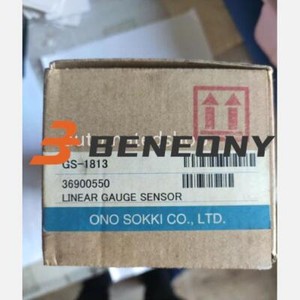 BENEONY
GS-1813
36900550
LINEAR GAUGE SENSOR
ONO SOKKI CO., LTD.